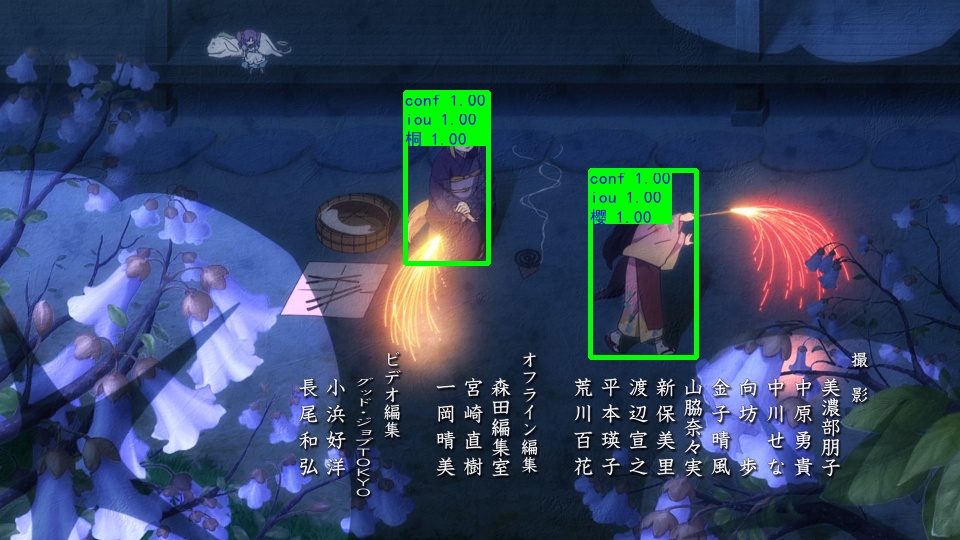 conf 1.00
iou 1.00
桐 1.00
conf 1.00
iou 1.00
櫻 1.00
撮影
美濃部朋子
中原勇貴
中川せな
向坊歩
金子晴風
山脇奈々実
新保美里
渡辺宣之
平本瑛子
荒川百花
オフライン編集
森田編集室
宮崎直樹
一岡晴美
ビデオ編集
グッド・ジョブTOKYO
小浜好洋
長尾和弘